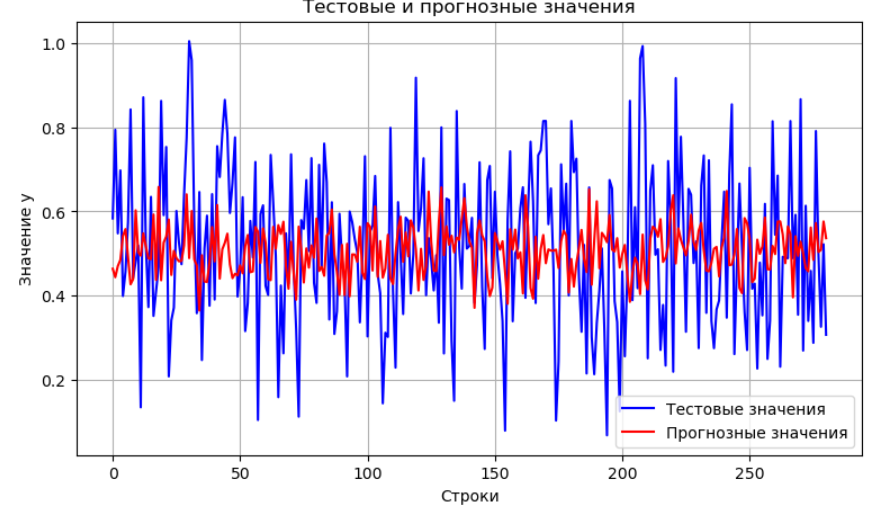 Тестовые и прогнозные значения
1.0
0.8
0.6
0.4
0.2
Значение y
0
50
100
150
200
250
Строки
Тестовые значения
Прогнозные значения